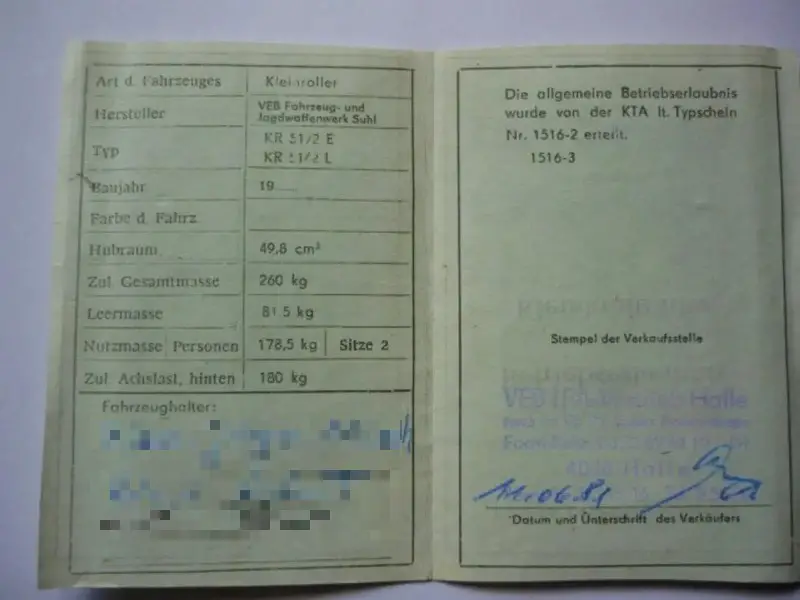 Art d. Fahrzeuges Kleinroller
Hersteller VEB Fahrzeug- und
Jagdwaffenwerk Suhl
Typ KR 51/2 E
KR 51/2 L
Baujahr 19
Farbe d. Fahrz
Hubraum 49,8 cm³
Zul. Gesamtmasse 260 kg
Leermasse 81.5 kg
Nutzmasse Personen 178,5 kg Sitze 2
Zul. Achslast, hinten 180 kg
Fahrzeughalter:
Die allgemeine Betriebserlaubnis
wurde von der KTA lt. Typschein
Nr. 1516-2 erteilt.
1516-3
Stempel der Verkaufsstelle
VEB Halle
Halle
11.06.81
Datum und Unterschrift des Verkäufers